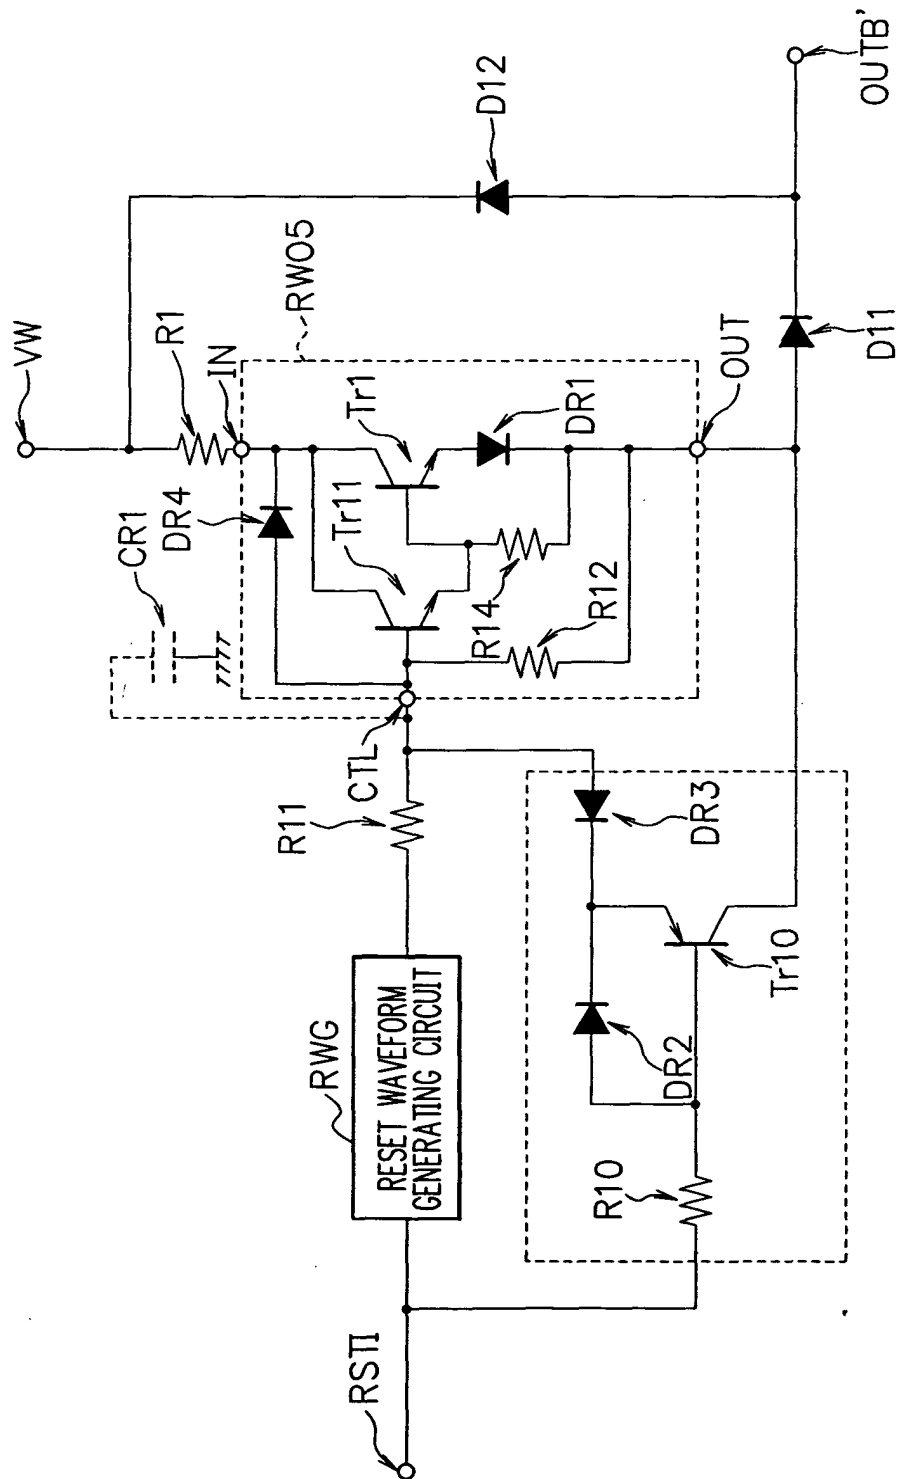 VW
R1
IN
RW05
D12
OUTB'
CR1
DR4
Tr11
Tr1
DR1
OUT
D11
R14
R12
CTL
R11
RWG
RESET WAVEFORM
GENERATING CIRCUIT
DR3
Tr10
DR2
R10
RSTI